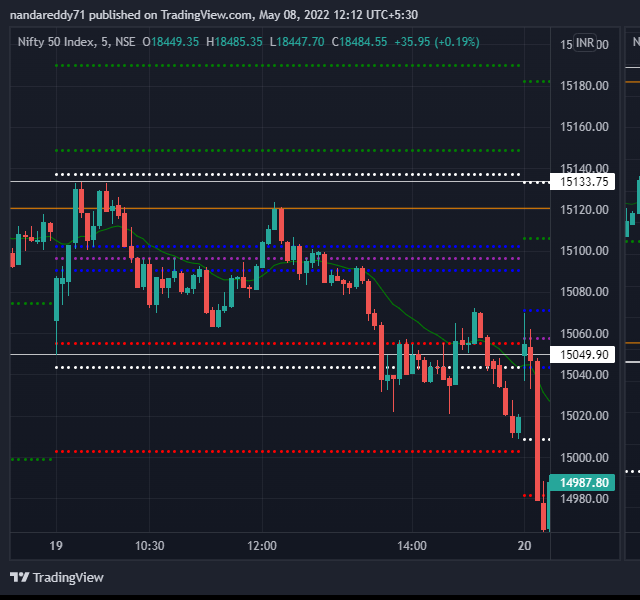 nandareddy71 published on TradingView.com, May 08, 2022 12:12 UTC+5:30
Nifty 50 Index, 5, NSE O18449.35 H18485.35 L18447.70 C18484.55 +35.95 (+0.19%)
INR
N
15180.00
15160.00
15140.00
15133.75
15120.00
15100.00
15080.00
15060.00
15049.90
15040.00
15020.00
15000.00
14987.80
14980.00
19 10:30 12:00 14:00 20
TradingView